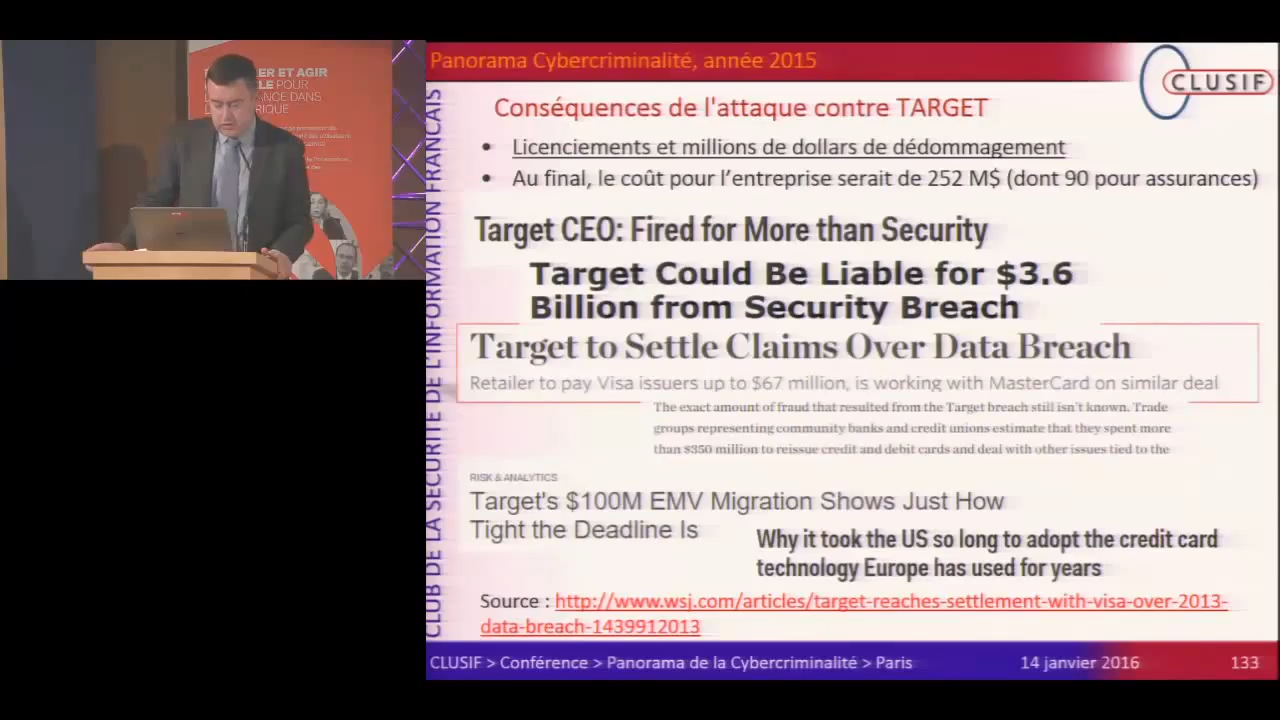 ER ET AGIR
POUR
NCE DANS
RIQUE
Panorama Cybercriminalité, année 2015
CLUSIF
CLUB DE LA SECURITE DE L'INFORMATION FRANCAIS
Conséquences de l'attaque contre TARGET
• Licenciements et millions de dollars de dédommagement
• Au final, le coût pour l'entreprise serait de 252 M$ (dont 90 pour assurances)
Target CEO: Fired for More than Security
Target Could Be Liable for $3.6
Billion from Security Breach
Target to Settle Claims Over Data Breach
Retailer to pay Visa issuers up to $67 million, is working with MasterCard on similar deal
The exact amount of fraud that resulted from the Target breach still isn't known. Trade
groups representing community banks and credit unions estimate that they spent more
than $350 million to reissue credit and debit cards and deal with other issues tied to the
RISK & ANALYTICS
Target's $100M EMV Migration Shows Just How
Tight the Deadline Is
Why it took the US so long to adopt the credit card
technology Europe has used for years
Source : http://www.wsj.com/articles/target-reaches-settlement-with-visa-over-2013-
data-breach-1439912013
CLUSIF > Conférence > Panorama de la Cybercriminalité > Paris
14 janvier 2016
133